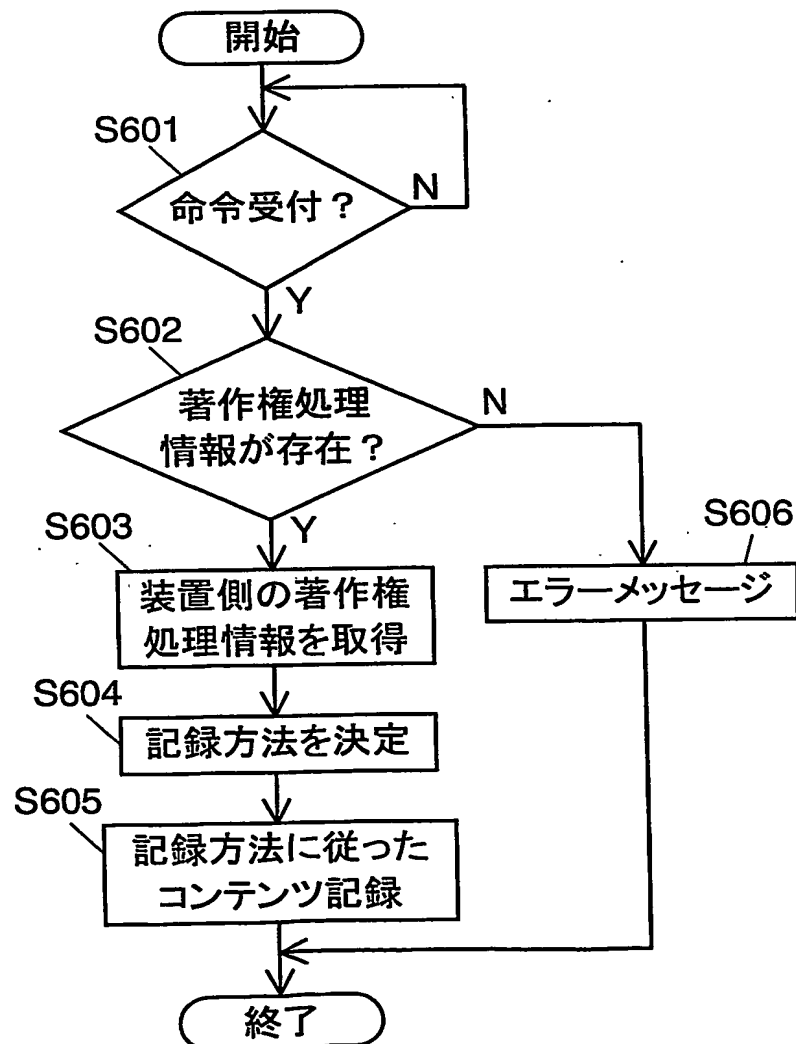 開始
S601
命令受付？
N
Y
S602
著作権処理
情報が存在？
N
Y
S603
装置側の著作権
処理情報を取得
S606
エラーメッセージ
S604
記録方法を決定
S605
記録方法に従った
コンテンツ記録
終了